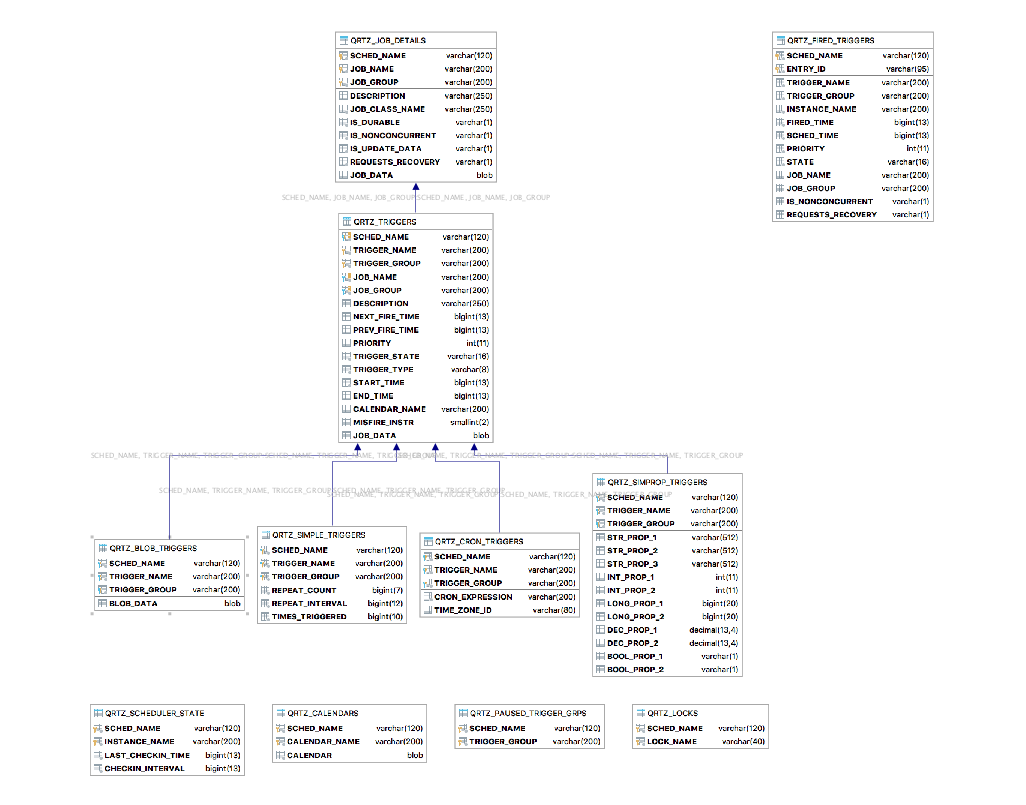 QRTZ_JOB_DETAILS
SCHED_NAME varchar(120)
JOB_NAME varchar(200)
JOB_GROUP varchar(200)
DESCRIPTION varchar(250)
JOB_CLASS_NAME varchar(250)
IS_DURABLE varchar(1)
IS_NONCONCURRENT varchar(1)
IS_UPDATE_DATA varchar(1)
REQUESTS_RECOVERY varchar(1)
JOB_DATA blob
QRTZ_FIRED_TRIGGERS
SCHED_NAME varchar(120)
ENTRY_ID varchar(95)
TRIGGER_NAME varchar(200)
TRIGGER_GROUP varchar(200)
INSTANCE_NAME varchar(200)
FIRED_TIME bigint(13)
SCHED_TIME bigint(13)
PRIORITY int(11)
STATE varchar(16)
JOB_NAME varchar(200)
JOB_GROUP varchar(200)
IS_NONCONCURRENT varchar(1)
REQUESTS_RECOVERY varchar(1)
SCHED_NAME, JOB_NAME, JOB_GROUP SCHED_NAME, JOB_NAME, JOB_GROUP
QRTZ_TRIGGERS
SCHED_NAME varchar(120)
TRIGGER_NAME varchar(200)
TRIGGER_GROUP varchar(200)
JOB_NAME varchar(200)
JOB_GROUP varchar(200)
DESCRIPTION varchar(250)
NEXT_FIRE_TIME bigint(13)
PREV_FIRE_TIME bigint(13)
PRIORITY int(11)
TRIGGER_STATE varchar(16)
TRIGGER_TYPE varchar(8)
START_TIME bigint(13)
END_TIME bigint(13)
CALENDAR_NAME varchar(200)
MISFIRE_INSTR smallint(2)
JOB_DATA blob
SCHED_NAME, TRIGGER_NAME, TRIGGER_GROUP SCHED_NAME, TRIGGER_NAME, TRIGGER_GROUP SCHED_NAME, TRIGGER_NAME, TRIGGER_GROUP
SCHED_NAME, TRIGGER_NAME, TRIGGER_GROUP SCHED_NAME, TRIGGER_NAME, TRIGGER_GROUP
SCHED_NAME, TRIGGER_NAME, TRIGGER_GROUP SCHED_NAME, TRIGGER_NAME
QRTZ_BLOB_TRIGGERS
SCHED_NAME varchar(120)
TRIGGER_NAME varchar(200)
TRIGGER_GROUP varchar(200)
BLOB_DATA blob
QRTZ_SIMPLE_TRIGGERS
SCHED_NAME varchar(120)
TRIGGER_NAME varchar(200)
TRIGGER_GROUP varchar(200)
REPEAT_COUNT bigint(7)
REPEAT_INTERVAL bigint(12)
TIMES_TRIGGERED bigint(10)
QRTZ_CRON_TRIGGERS
SCHED_NAME varchar(120)
TRIGGER_NAME varchar(200)
TRIGGER_GROUP varchar(200)
CRON_EXPRESSION varchar(200)
TIME_ZONE_ID varchar(80)
QRTZ_SIMPROP_TRIGGERS
SCHED_NAME varchar(120)
TRIGGER_NAME varchar(200)
TRIGGER_GROUP varchar(200)
STR_PROP_1 varchar(512)
STR_PROP_2 varchar(512)
STR_PROP_3 varchar(512)
INT_PROP_1 int(11)
INT_PROP_2 int(11)
LONG_PROP_1 bigint(20)
LONG_PROP_2 bigint(20)
DEC_PROP_1 decimal(13,4)
DEC_PROP_2 decimal(13,4)
BOOL_PROP_1 varchar(1)
BOOL_PROP_2 varchar(1)
QRTZ_SCHEDULER_STATE
SCHED_NAME varchar(120)
INSTANCE_NAME varchar(200)
LAST_CHECKIN_TIME bigint(13)
CHECKIN_INTERVAL bigint(13)
QRTZ_CALENDARS
SCHED_NAME varchar(120)
CALENDAR_NAME varchar(200)
CALENDAR blob
QRTZ_PAUSED_TRIGGER_GRPS
SCHED_NAME varchar(120)
TRIGGER_GROUP varchar(200)
QRTZ_LOCKS
SCHED_NAME varchar(120)
LOCK_NAME varchar(40)